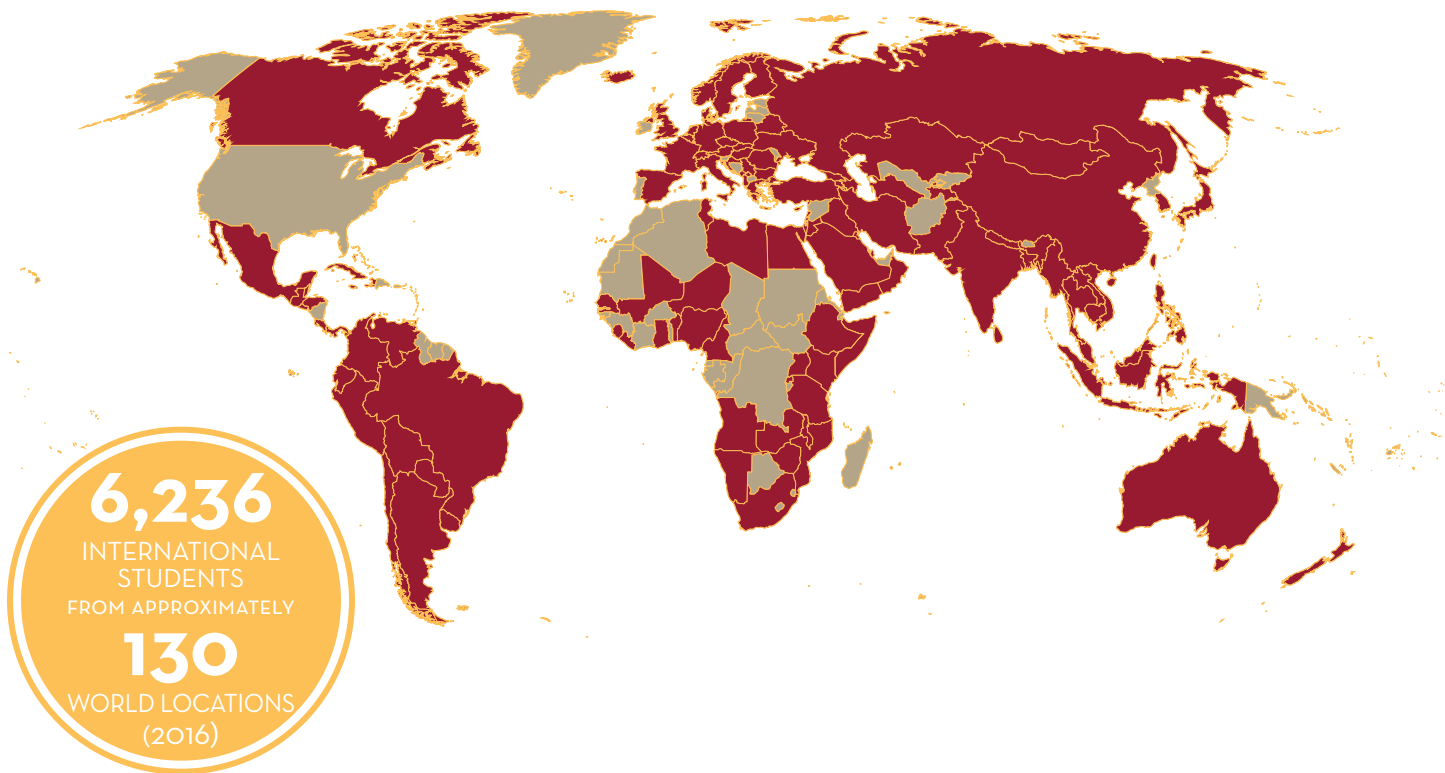 6,236
INTERNATIONAL
STUDENTS
FROM APPROXIMATELY
130
WORLD LOCATIONS
(2016)